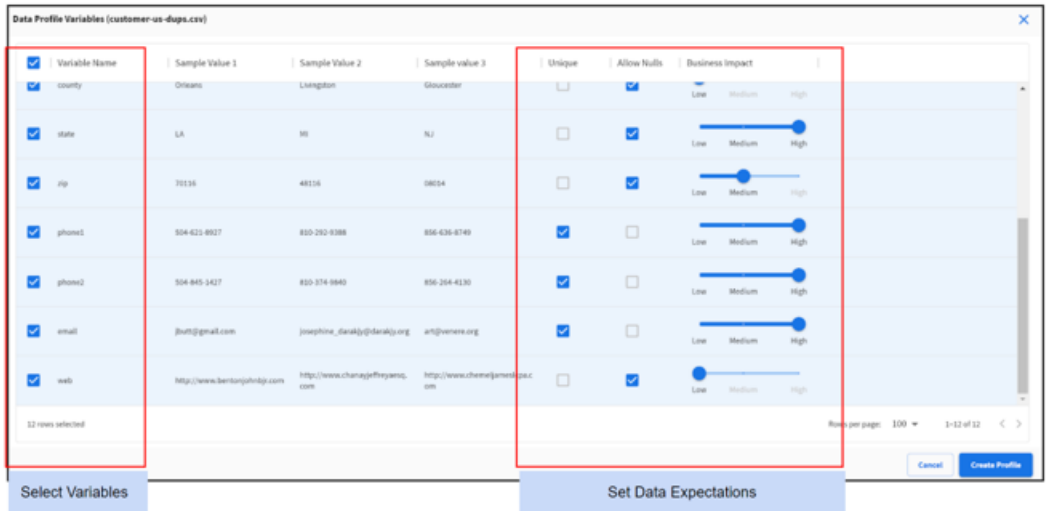 Data Profile Variables (customer-us-dups.csv)
Variable Name Sample Value 1 Sample Value 2 Sample value 3 Unique Allow Nulls Business Impact
county Orleans Livingston Gloucester
Low Medium High
state LA MI NJ
Low Medium High
zip 70116 48116 08014
Low Medium High
phone1 504-621-8927 810-292-9388 856-636-8749
Low Medium High
phone2 504-845-1427 810-374-9840 856-264-4130
Low Medium High
email jbutt@gmail.com josephine_darakjy@darakjy.org art@venere.org
Low Medium High
web http://www.bentonjohnbjr.com http://www.chanayjeffreyaesq. http://www.chemeljameslcpa.c
com om
Low Medium High
12 rows selected Rows per page: 100 1-12 of 12
Cancel Create Profile
Select Variables Set Data Expectations